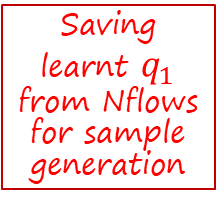 Saving
learnt q₁
from Nflows
for sample
generation